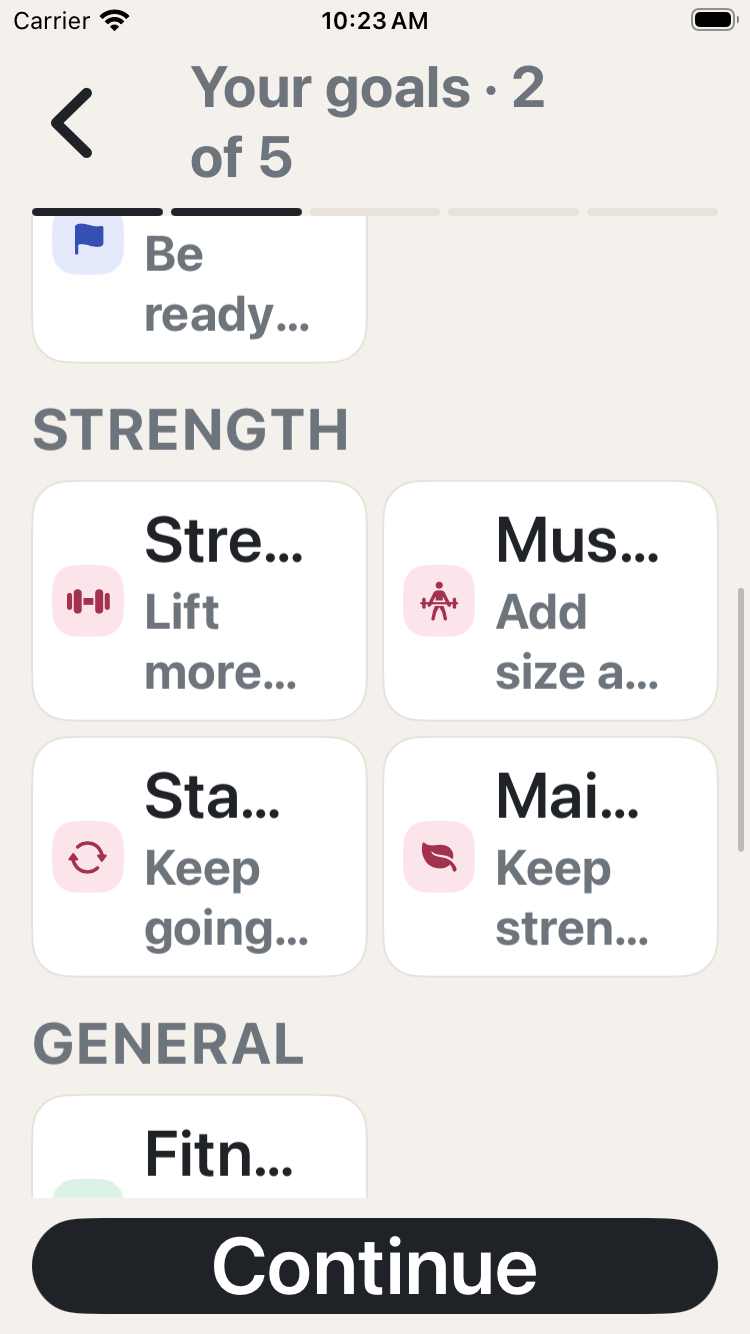 Carrier
10:23 AM
Your goals · 2
of 5
Be
ready…
STRENGTH
Stre…
Lift
more…
Mus…
Add
size a…
Sta…
Keep
going…
Mai…
Keep
stren…
GENERAL
Fitn…
Continue